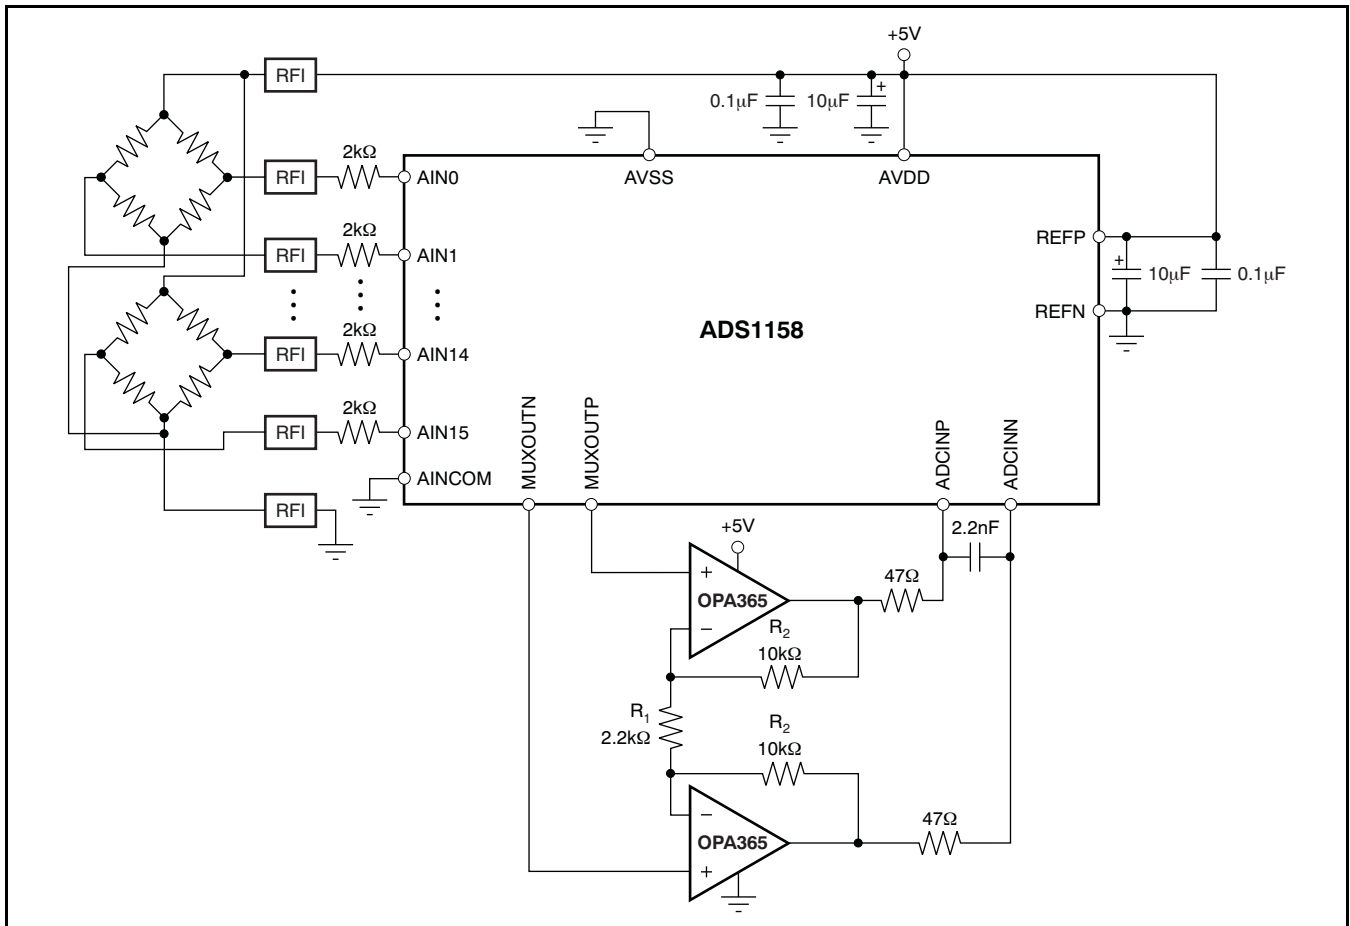 +5V
RFI
0.1μF
10μF
+
2kΩ
RFI
AIN0
AVSS
AVDD
2kΩ
RFI
AIN1
REFP
+
10μF
0.1μF
REFN
2kΩ
RFI
AIN14
ADS1158
2kΩ
RFI
AIN15
MUXOUTN
MUXOUTP
ADCINP
ADCINN
AINCOM
RFI
+5V
2.2nF
+
OPA365
−
47Ω
R2
10kΩ
R1
2.2kΩ
R2
10kΩ
−
OPA365
+
47Ω